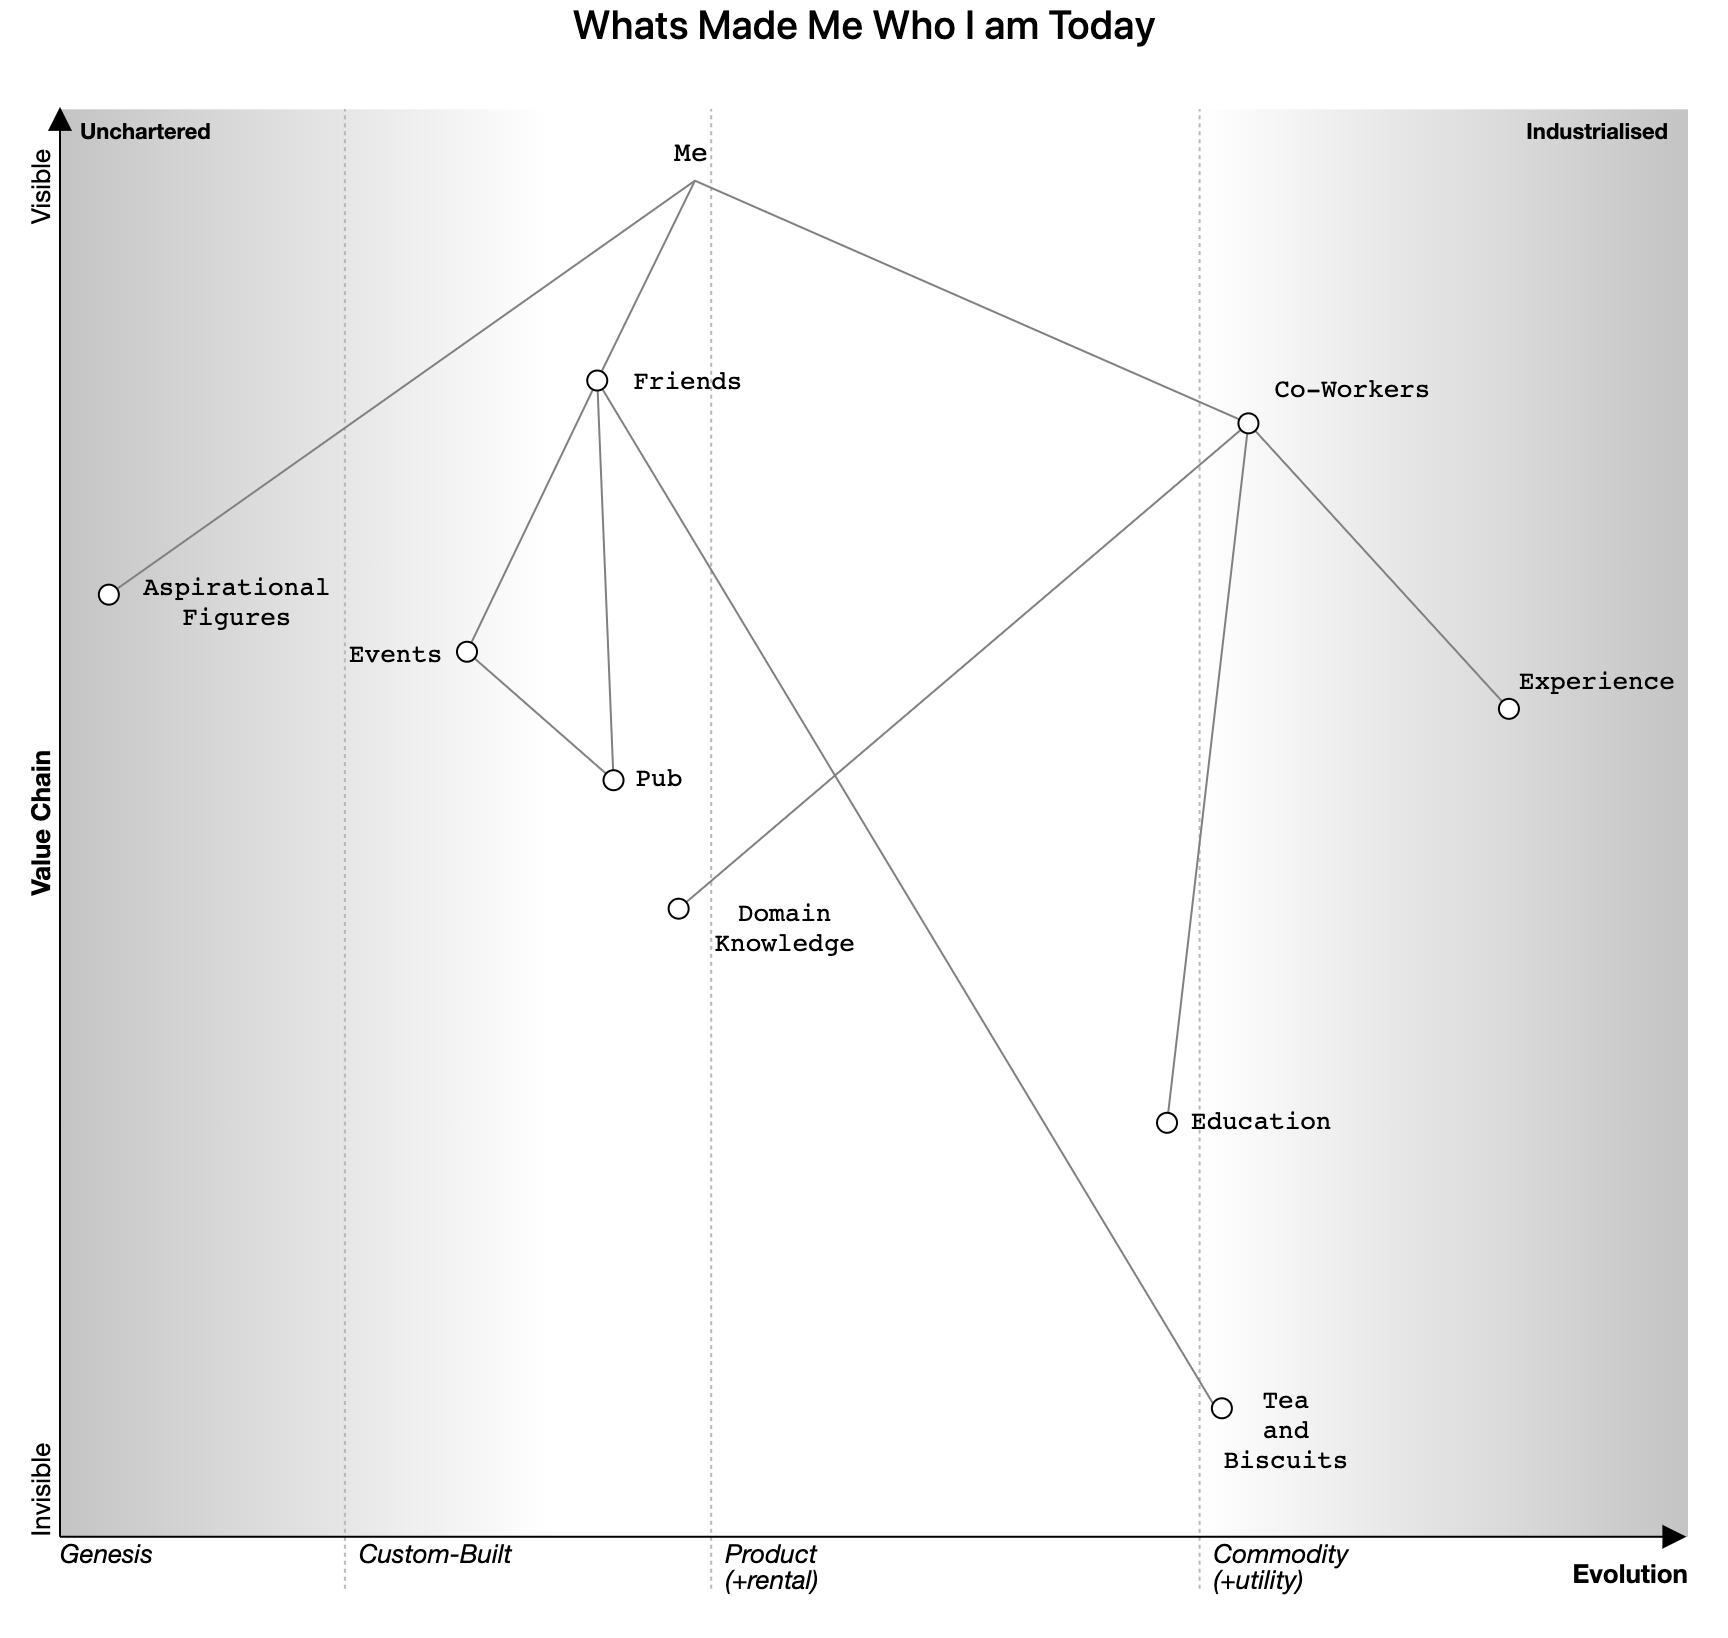 Whats Made Me Who I am Today
Unchartered
Industrialised
Visible
Me
Friends
Co-Workers
Aspirational
Figures
Events
Experience
Value Chain
Pub
Domain
Knowledge
Education
Tea
and
Biscuits
Invisible
Genesis
Custom-Built
Product
(+rental)
Commodity
(+utility)
Evolution